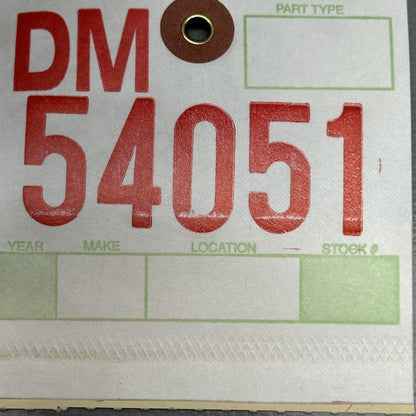 DM
PART TYPE
54051
YEAR MAKE LOCATION STOCK #